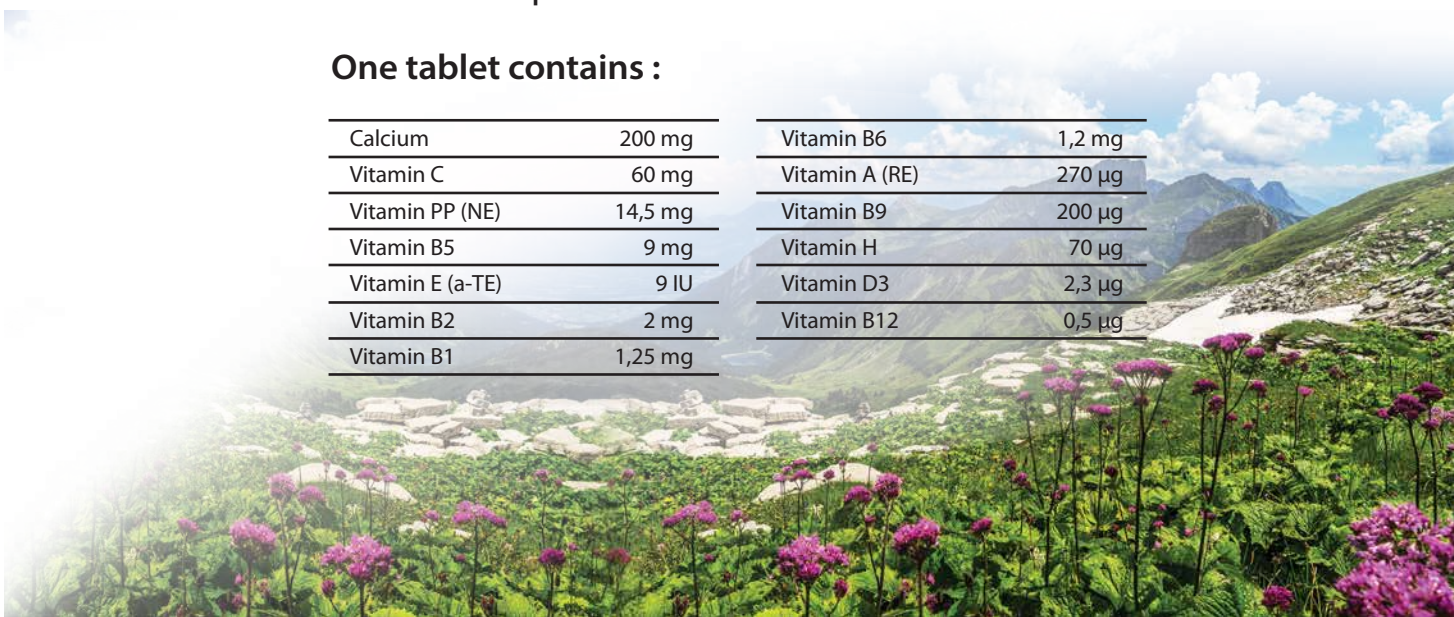 One tablet contains :
Calcium 200 mg
Vitamin C 60 mg
Vitamin PP (NE) 14,5 mg
Vitamin B5 9 mg
Vitamin E (a-TE) 9 IU
Vitamin B2 2 mg
Vitamin B1 1,25 mg
Vitamin B6 1,2 mg
Vitamin A (RE) 270 µg
Vitamin B9 200 µg
Vitamin H 70 µg
Vitamin D3 2,3 µg
Vitamin B12 0,5 µg